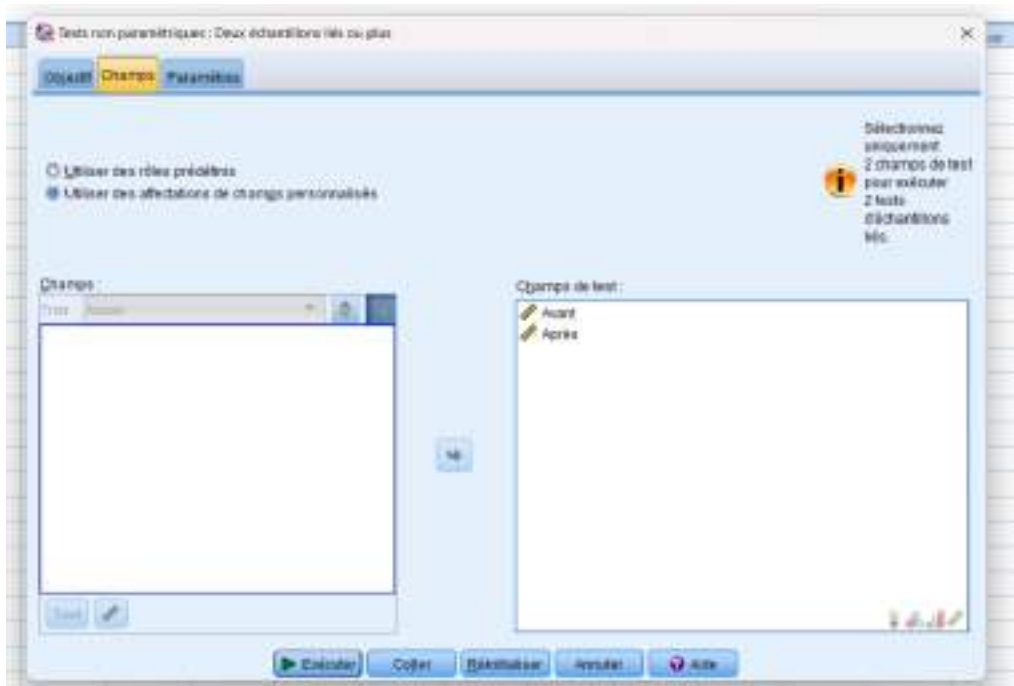 Tests non paramétriques : Deux échantillons liés ou plus
Objectif Champs Paramètres
Utiliser des rôles prédéfinis
Utiliser des affectations de champs personnalisés
Sélectionnez
uniquement
2 champs de test
pour exécuter
2 tests
d'échantillons
liés.
Champs :
Champs de test :
Avant
Après
Exécuter Coller Réinitialiser Annuler Aide